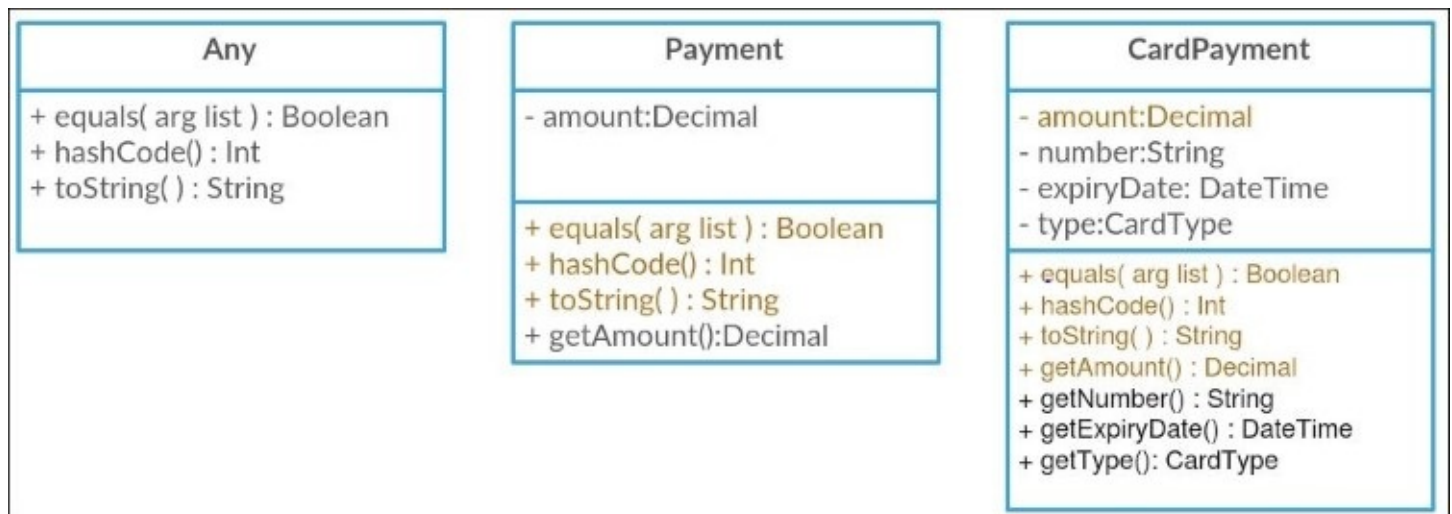 Any
+ equals( arg list ) : Boolean
+ hashCode() : Int
+ toString( ) : String
Payment
- amount:Decimal
+ equals( arg list ) : Boolean
+ hashCode() : Int
+ toString( ) : String
+ getAmount():Decimal
CardPayment
- amount:Decimal
- number:String
- expiryDate: DateTime
- type:CardType
+ equals( arg list ) : Boolean
+ hashCode() : Int
+ toString( ) : String
+ getAmount() : Decimal
+ getNumber() : String
+ getExpiryDate() : DateTime
+ getType(): CardType